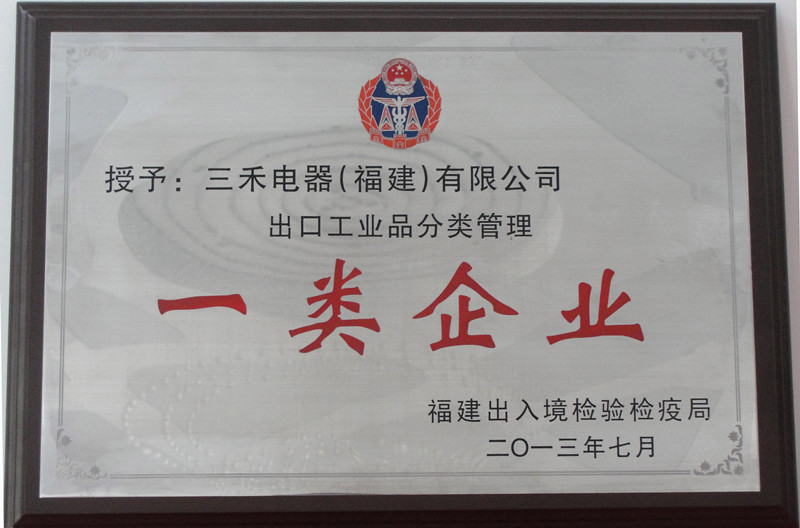 授予：三禾电器(福建)有限公司
出口工业品分类管理
一类企业
福建出入境检验检疫局
二〇一三年七月